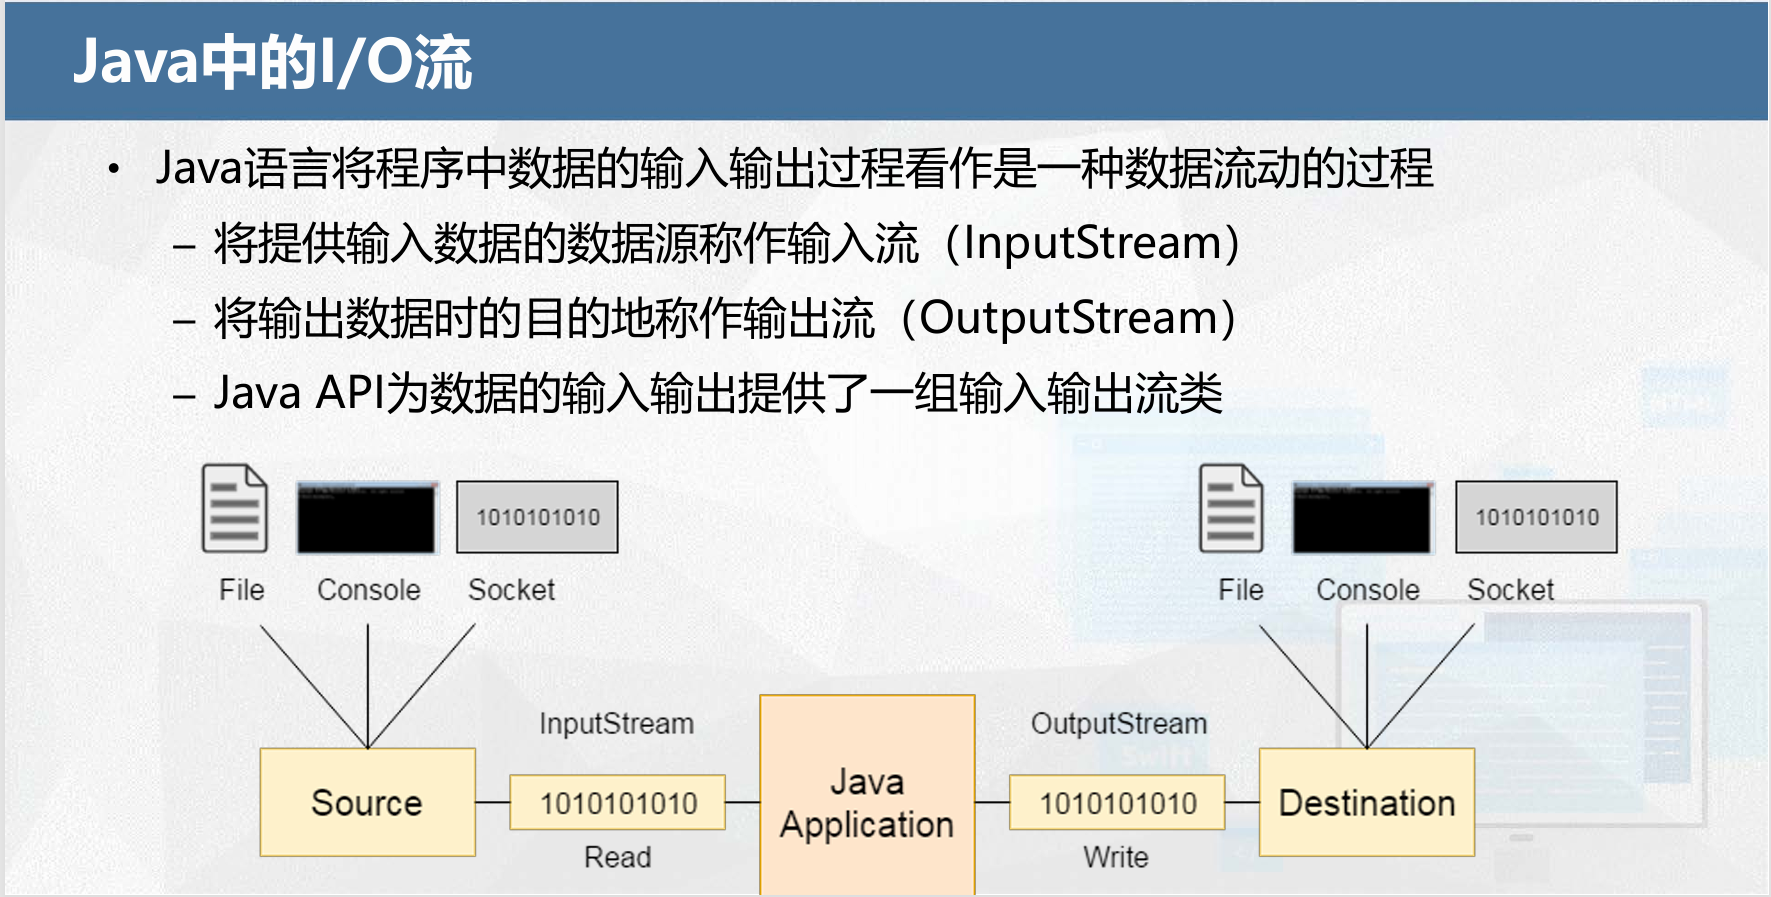 Java中的I/O流
• Java语言将程序中数据的输入输出过程看作是一种数据流动的过程
– 将提供输入数据的数据源称作输入流（InputStream）
– 将输出数据时的目的地称作输出流（OutputStream）
– Java API为数据的输入输出提供了一组输入输出流类
1010101010
1010101010
File Console Socket
File Console Socket
InputStream
OutputStream
Swift
Source
1010101010
Java
Application
1010101010
Destination
Read
Write